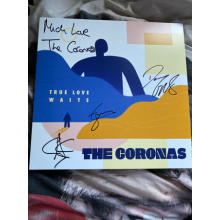 Much Love
The Coronas
TRUE LOVE
WAITS
THE CORONAS